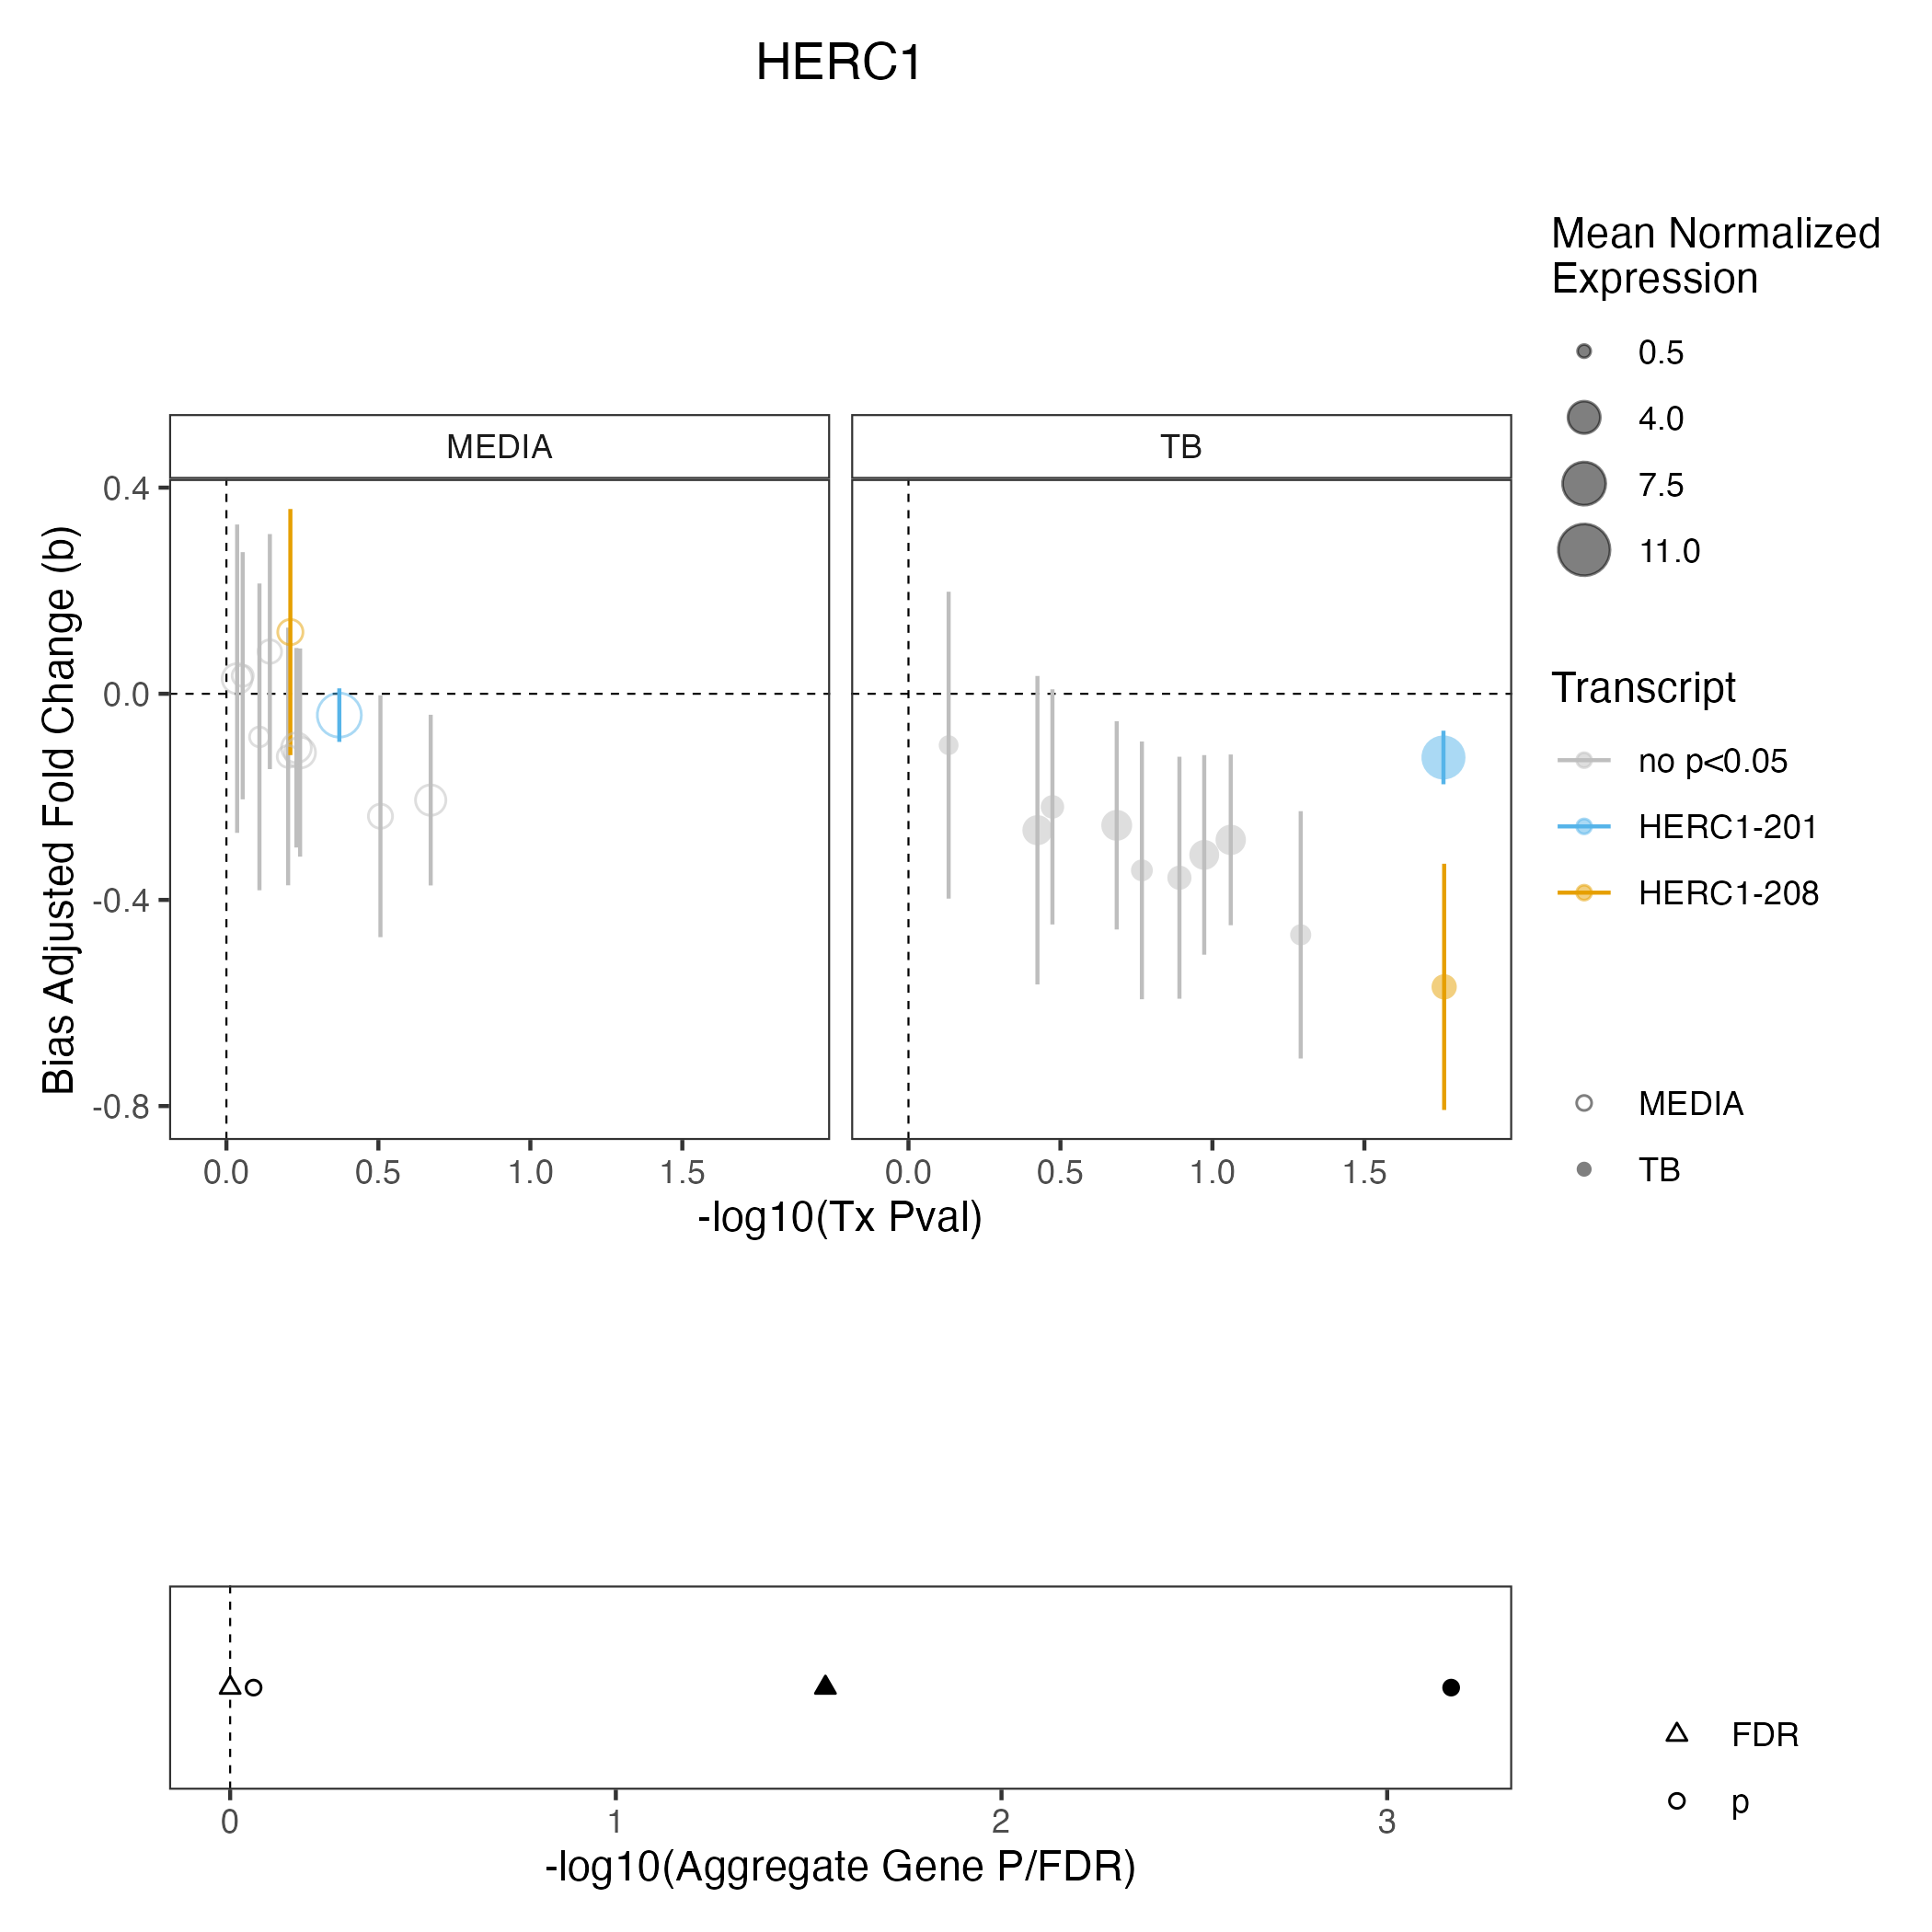 HERC1
Mean Normalized
Expression
0.5
4.0
7.5
11.0
MEDIA
TB
0.4
0.0
-0.4
-0.8
Bias Adjusted Fold Change (b)
0.0 0.5 1.0 1.5
0.0 0.5 1.0 1.5
-log10(Tx Pval)
Transcript
no p<0.05
HERC1-201
HERC1-208
MEDIA
TB
0 1 2 3
-log10(Aggregate Gene P/FDR)
FDR
p